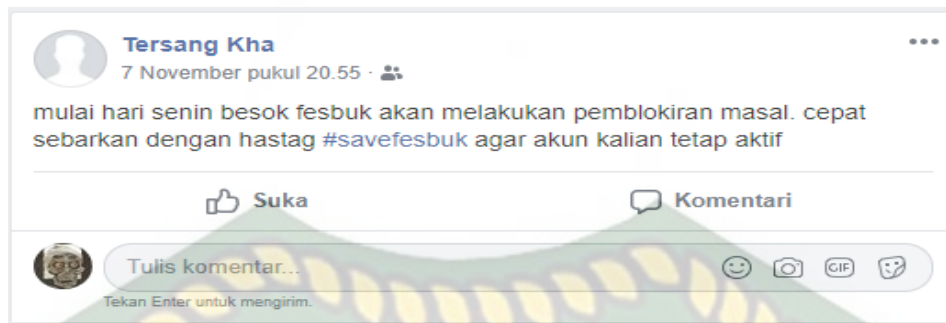 Tersang Kha
7 November pukul 20.55 ·
mulai hari senin besok fesbuk akan melakukan pemblokiran masal. cepat
sebarkan dengan hastag #savefesbuk agar akun kalian tetap aktif
Suka Komentari
Tulis komentar... GIF
Tekan Enter untuk mengirim.